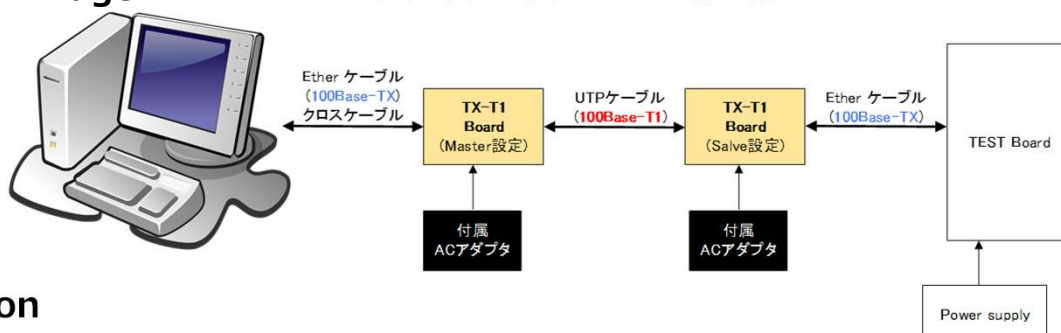 Ether ケーブル
(100Base-TX)
クロスケーブル
TX-T1
Board
(Master設定)
UTPケーブル
(100Base-T1)
TX-T1
Board
(Salve設定)
Ether ケーブル
(100Base-TX)
TEST Board
付属
ACアダプタ
付属
ACアダプタ
on
Power supply